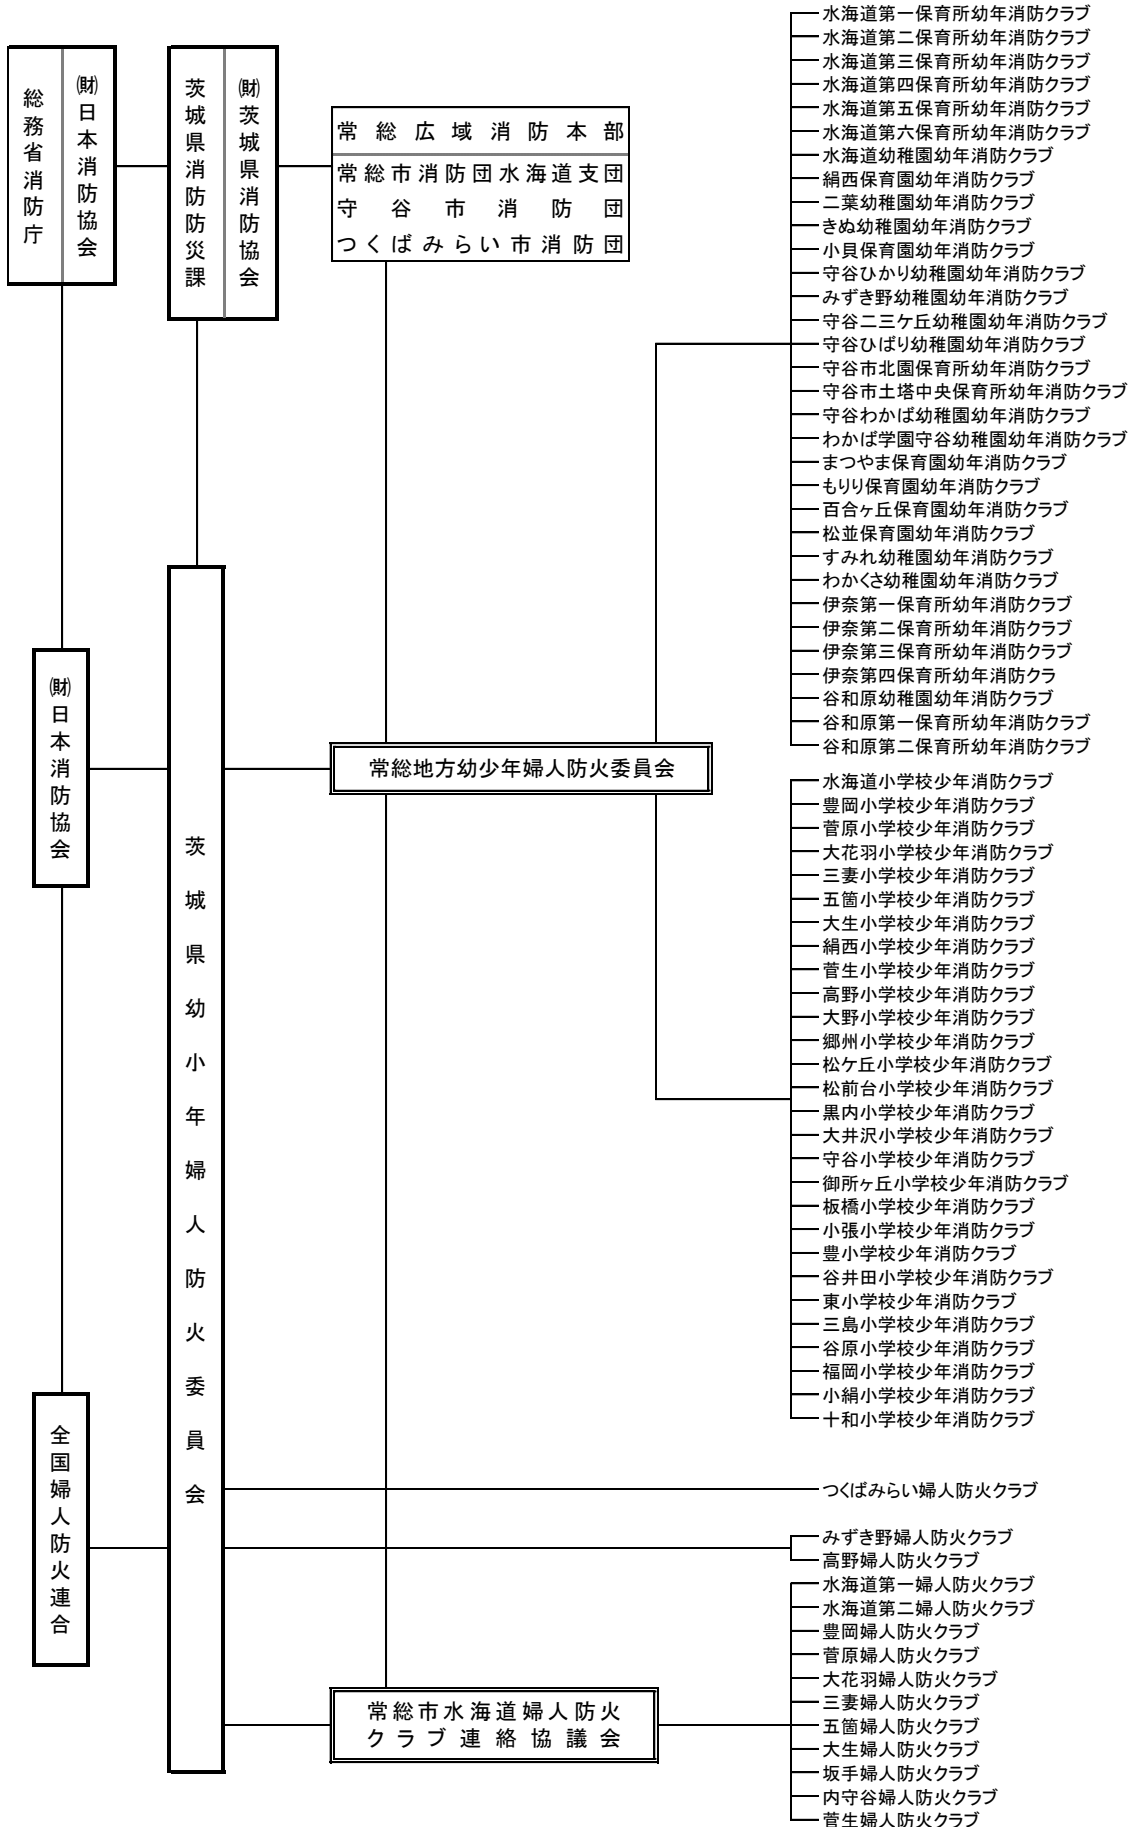 総務省消防庁
㈶日本消防協会
茨城県消防防災課
㈶茨城県消防協会
常総広域消防本部
常総市消防団水海道支団
守谷市消防団
つくばみらい市消防団
㈶日本消防協会
全国婦人防火連合
茨城県幼小年婦人防火委員会
常総地方幼少年婦人防火委員会
常総市水海道婦人防火
クラブ連絡協議会
水海道第一保育所幼年消防クラブ
水海道第二保育所幼年消防クラブ
水海道第三保育所幼年消防クラブ
水海道第四保育所幼年消防クラブ
水海道第五保育所幼年消防クラブ
水海道第六保育所幼年消防クラブ
水海道幼稚園幼年消防クラブ
絹西保育園幼年消防クラブ
二葉幼稚園幼年消防クラブ
きぬ幼稚園幼年消防クラブ
小貝保育園幼年消防クラブ
守谷ひかり幼稚園幼年消防クラブ
みずき野幼稚園幼年消防クラブ
守谷二三ケ丘幼稚園幼年消防クラブ
守谷ひばり幼稚園幼年消防クラブ
守谷市北園保育所幼年消防クラブ
守谷市土塔中央保育所幼年消防クラブ
守谷わかば幼稚園幼年消防クラブ
わかば学園守谷幼稚園幼年消防クラブ
まつやま保育園幼年消防クラブ
もりり保育園幼年消防クラブ
百合ヶ丘保育園幼年消防クラブ
松並保育園幼年消防クラブ
すみれ幼稚園幼年消防クラブ
わかくさ幼稚園幼年消防クラブ
伊奈第一保育所幼年消防クラブ
伊奈第二保育所幼年消防クラブ
伊奈第三保育所幼年消防クラブ
伊奈第四保育所幼年消防クラ
谷和原幼稚園幼年消防クラブ
谷和原第一保育所幼年消防クラブ
谷和原第二保育所幼年消防クラブ
水海道小学校少年消防クラブ
豊岡小学校少年消防クラブ
菅原小学校少年消防クラブ
大花羽小学校少年消防クラブ
三妻小学校少年消防クラブ
五箇小学校少年消防クラブ
大生小学校少年消防クラブ
絹西小学校少年消防クラブ
菅生小学校少年消防クラブ
高野小学校少年消防クラブ
大野小学校少年消防クラブ
郷州小学校少年消防クラブ
松ケ丘小学校少年消防クラブ
松前台小学校少年消防クラブ
黒内小学校少年消防クラブ
大井沢小学校少年消防クラブ
守谷小学校少年消防クラブ
御所ヶ丘小学校少年消防クラブ
板橋小学校少年消防クラブ
小張小学校少年消防クラブ
豊小学校少年消防クラブ
谷井田小学校少年消防クラブ
東小学校少年消防クラブ
三島小学校少年消防クラブ
谷原小学校少年消防クラブ
福岡小学校少年消防クラブ
小絹小学校少年消防クラブ
十和小学校少年消防クラブ
つくばみらい婦人防火クラブ
みずき野婦人防火クラブ
高野婦人防火クラブ
水海道第一婦人防火クラブ
水海道第二婦人防火クラブ
豊岡婦人防火クラブ
菅原婦人防火クラブ
大花羽婦人防火クラブ
三妻婦人防火クラブ
五箇婦人防火クラブ
大生婦人防火クラブ
坂手婦人防火クラブ
内守谷婦人防火クラブ
菅生婦人防火クラブ